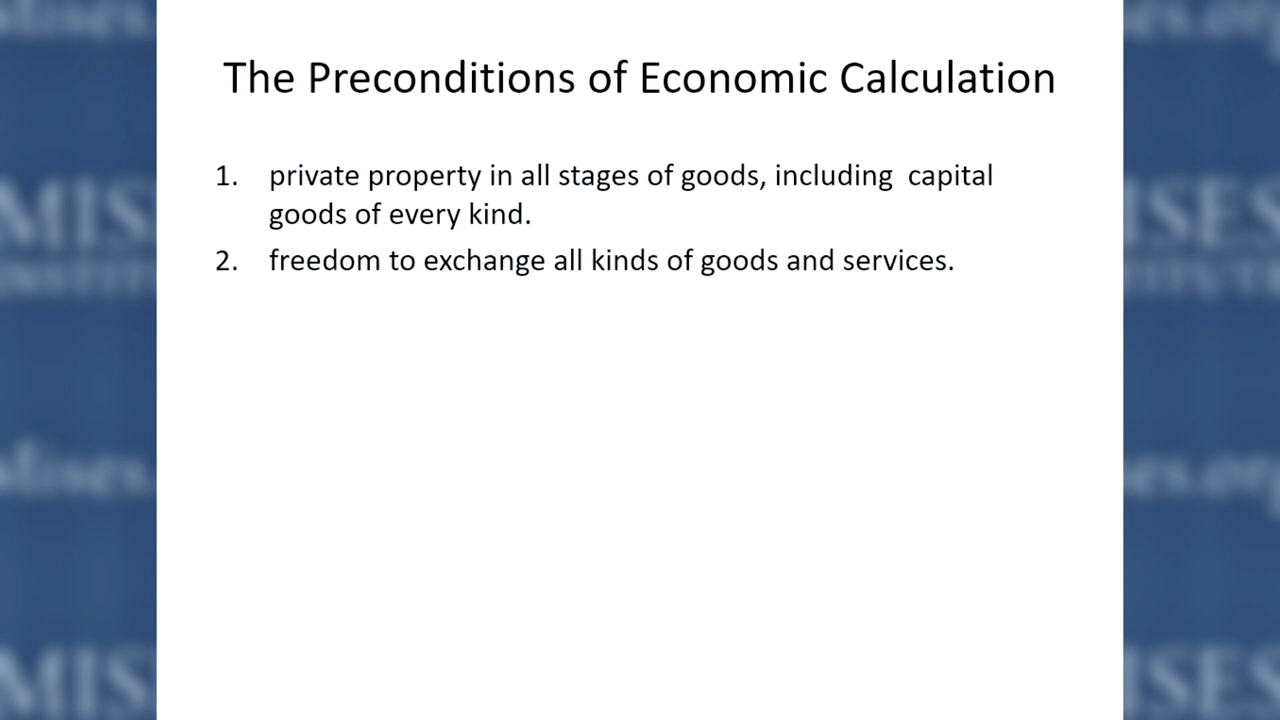 The Preconditions of Economic Calculation
1. private property in all stages of goods, including  capital
goods of every kind.
2. freedom to exchange all kinds of goods and services.